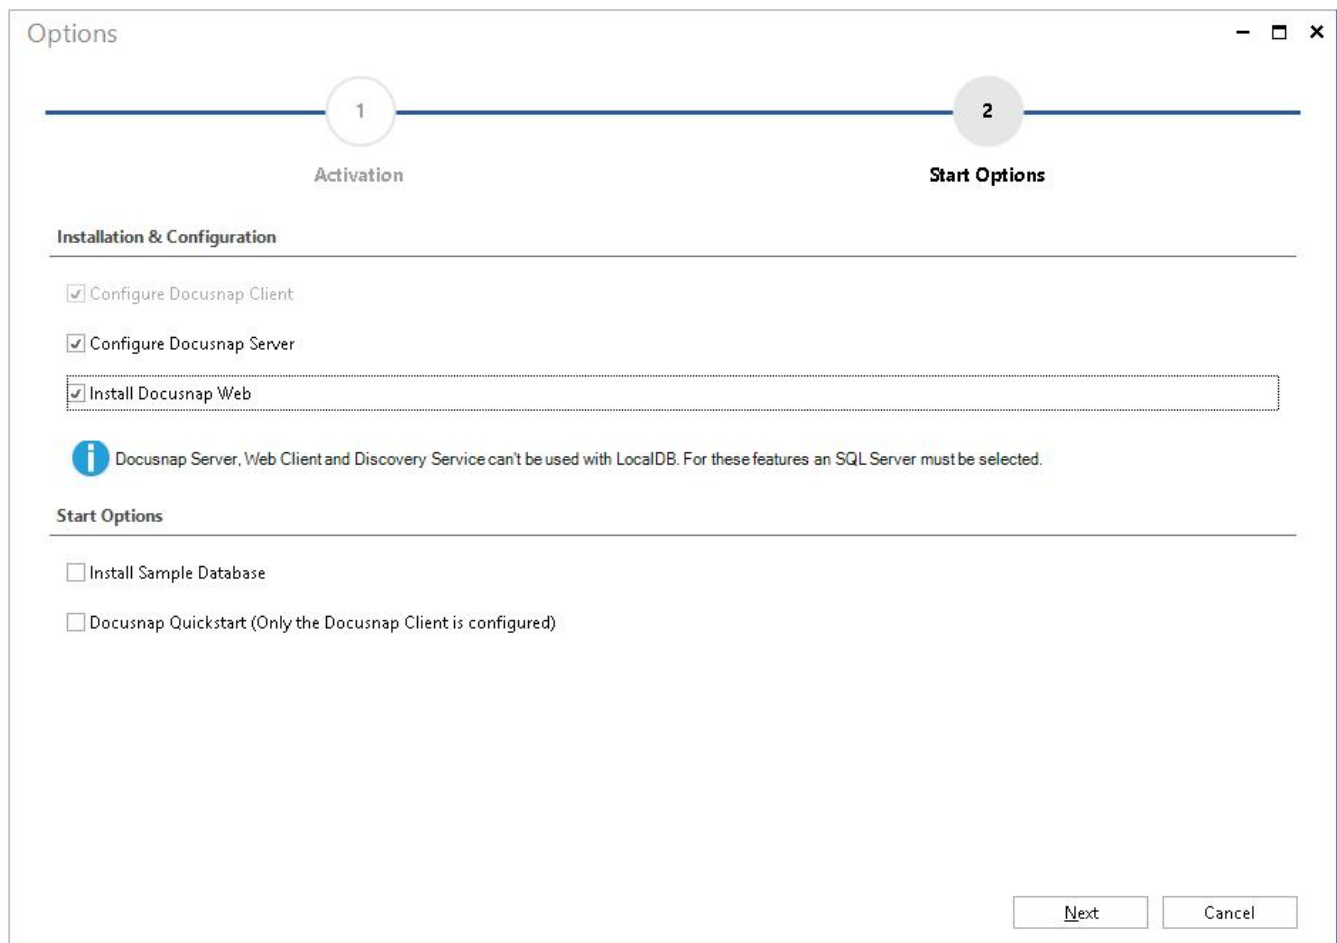 Options
1
2
Activation
Start Options
Installation & Configuration
Configure Docusnap Client
Configure Docusnap Server
Install Docusnap Web
Docusnap Server, Web Client and Discovery Service can't be used with LocalDB. For these features an SQL Server must be selected.
Start Options
Install Sample Database
Docusnap Quickstart (Only the Docusnap Client is configured)
Next
Cancel